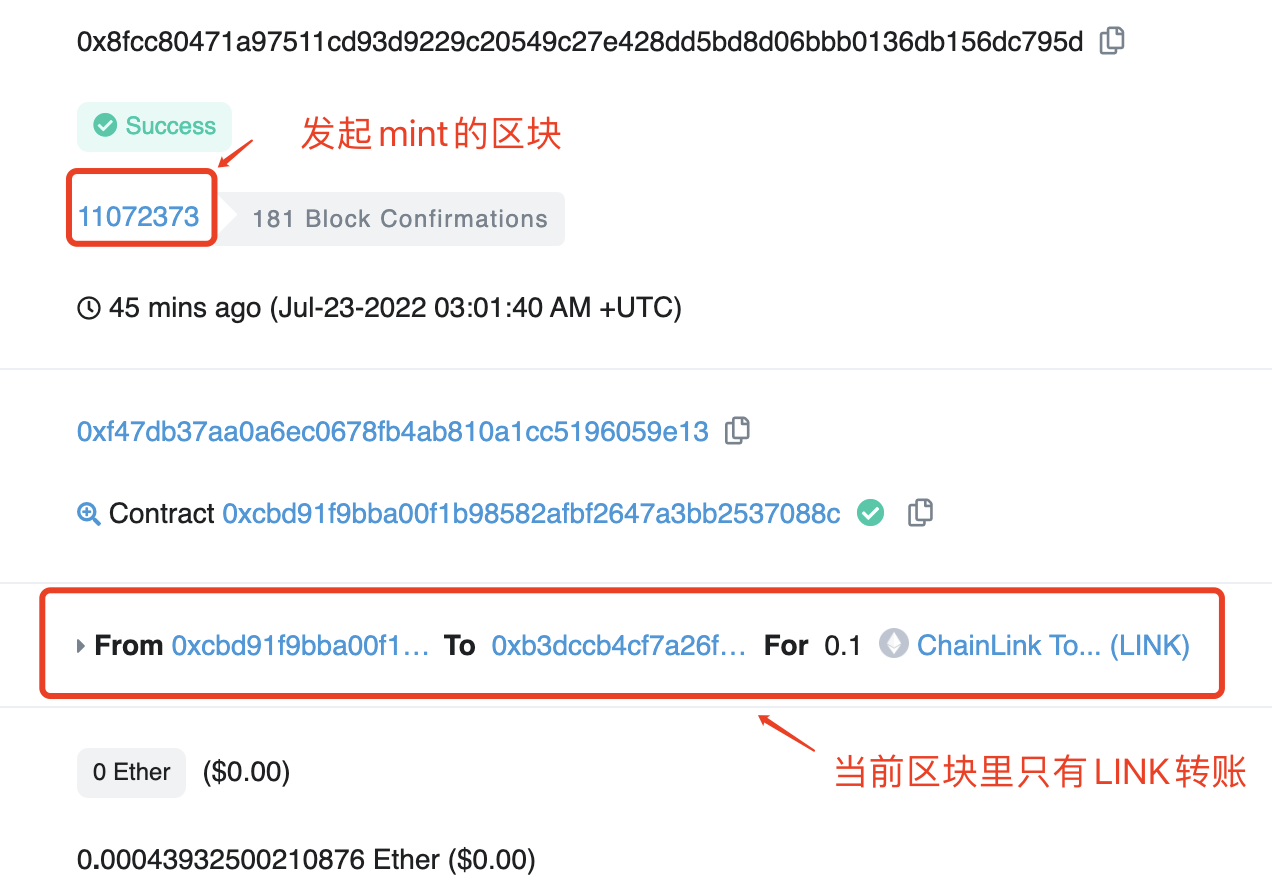 0x8fcc80471a97511cd93d9229c20549c27e428dd5bd8d06bbb0136db156dc795d
Success
发起mint的区块
11072373
181 Block Confirmations
45 mins ago (Jul-23-2022 03:01:40 AM +UTC)
0xf47db37aa0a6ec0678fb4ab810a1cc5196059e13
Contract 0xcbd91f9bba00f1b98582afbf2647a3bb2537088c
From 0xcbd91f9bba00f1... To 0xb3dccb4cf7a26f... For 0.1 ChainLink To... (LINK)
当前区块里只有LINK转账
0 Ether ($0.00)
0.00043932500210876 Ether ($0.00)